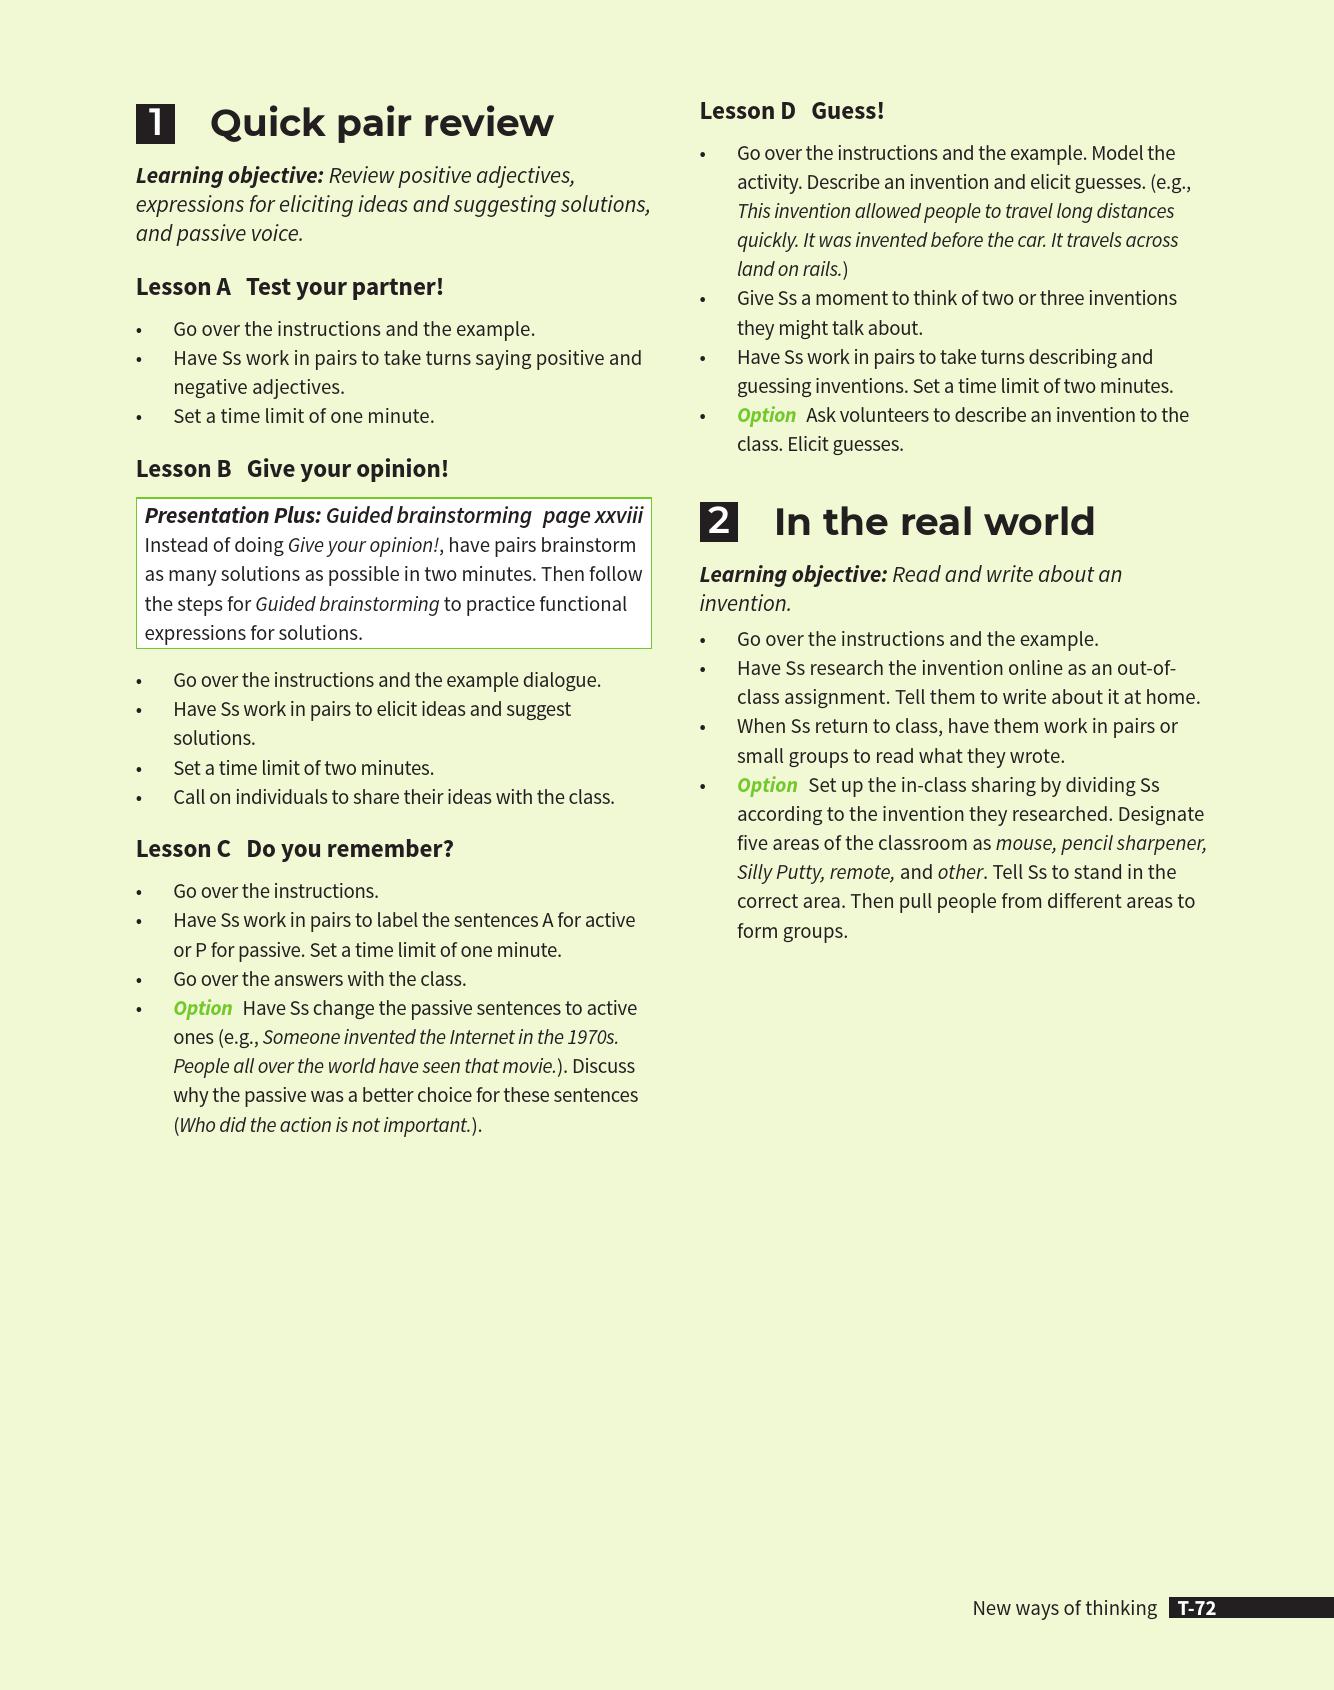 1 Quick pair review
Learning objective: Review positive adjectives,
expressions for eliciting ideas and suggesting solutions,
and passive voice.
Lesson A Test your partner!
• Go over the instructions and the example.
• Have Ss work in pairs to take turns saying positive and
negative adjectives.
• Set a time limit of one minute.
Lesson B Give your opinion!
Presentation Plus: Guided brainstorming page xxviii
Instead of doing Give your opinion!, have pairs brainstorm
as many solutions as possible in two minutes. Then follow
the steps for Guided brainstorming to practice functional
expressions for solutions.
• Go over the instructions and the example dialogue.
• Have Ss work in pairs to elicit ideas and suggest
solutions.
• Set a time limit of two minutes.
• Call on individuals to share their ideas with the class.
Lesson C Do you remember?
• Go over the instructions.
• Have Ss work in pairs to label the sentences A for active
or P for passive. Set a time limit of one minute.
• Go over the answers with the class.
• Option Have Ss change the passive sentences to active
ones (e.g., Someone invented the Internet in the 1970s.
People all over the world have seen that movie.). Discuss
why the passive was a better choice for these sentences
(Who did the action is not important.).
Lesson D Guess!
• Go over the instructions and the example. Model the
activity. Describe an invention and elicit guesses. (e.g.,
This invention allowed people to travel long distances
quickly. It was invented before the car. It travels across
land on rails.)
• Give Ss a moment to think of two or three inventions
they might talk about.
• Have Ss work in pairs to take turns describing and
guessing inventions. Set a time limit of two minutes.
• Option Ask volunteers to describe an invention to the
class. Elicit guesses.
2 In the real world
Learning objective: Read and write about an
invention.
• Go over the instructions and the example.
• Have Ss research the invention online as an out-of-
class assignment. Tell them to write about it at home.
• When Ss return to class, have them work in pairs or
small groups to read what they wrote.
• Option Set up the in-class sharing by dividing Ss
according to the invention they researched. Designate
five areas of the classroom as mouse, pencil sharpener,
Silly Putty, remote, and other. Tell Ss to stand in the
correct area. Then pull people from different areas to
form groups.
New ways of thinking T-72